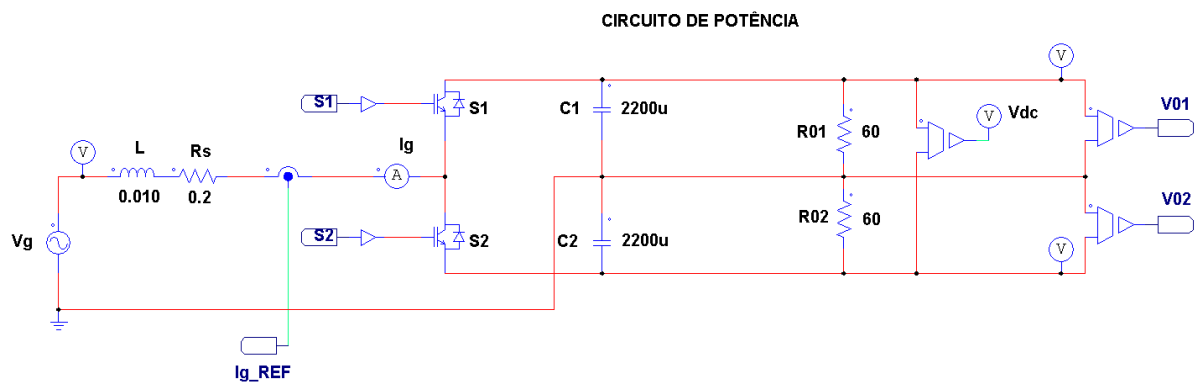 CIRCUITO DE POTÊNCIA
V
V01
S1
S1
C1
2200u
R01
60
V
Vdc
L
Rs
Ig
V
A
0.010
0.2
S2
S2
C2
2200u
R02
60
V02
Vg
V
Ig_REF